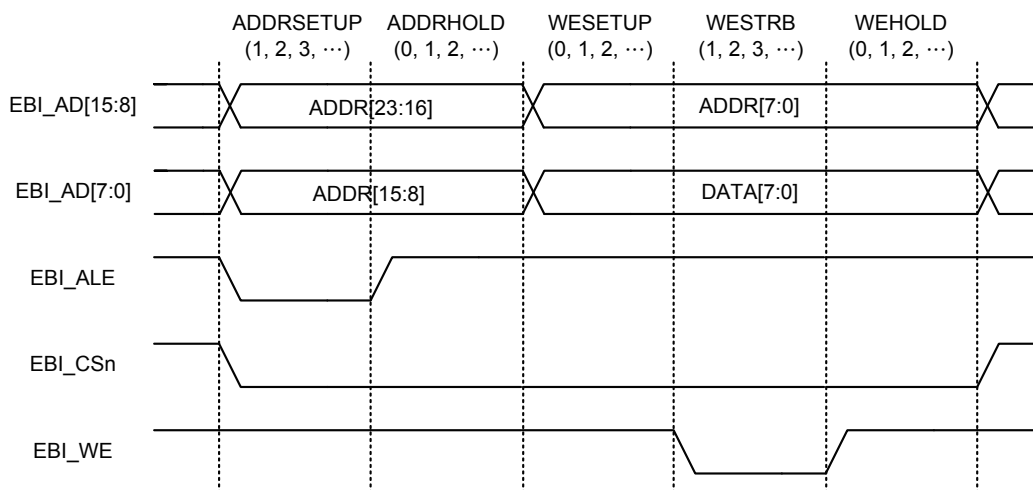 ADDRSETUP ADDRHOLD WESETUP WESTRB WEHOLD
(1, 2, 3, ⋯) (0, 1, 2, ⋯) (0, 1, 2, ⋯) (1, 2, 3, ⋯) (0, 1, 2, ⋯)
EBI_AD[15:8] ADDR[23:16] ADDR[7:0]
EBI_AD[7:0] ADDR[15:8] DATA[7:0]
EBI_ALE
EBI_CSn
EBI_WE